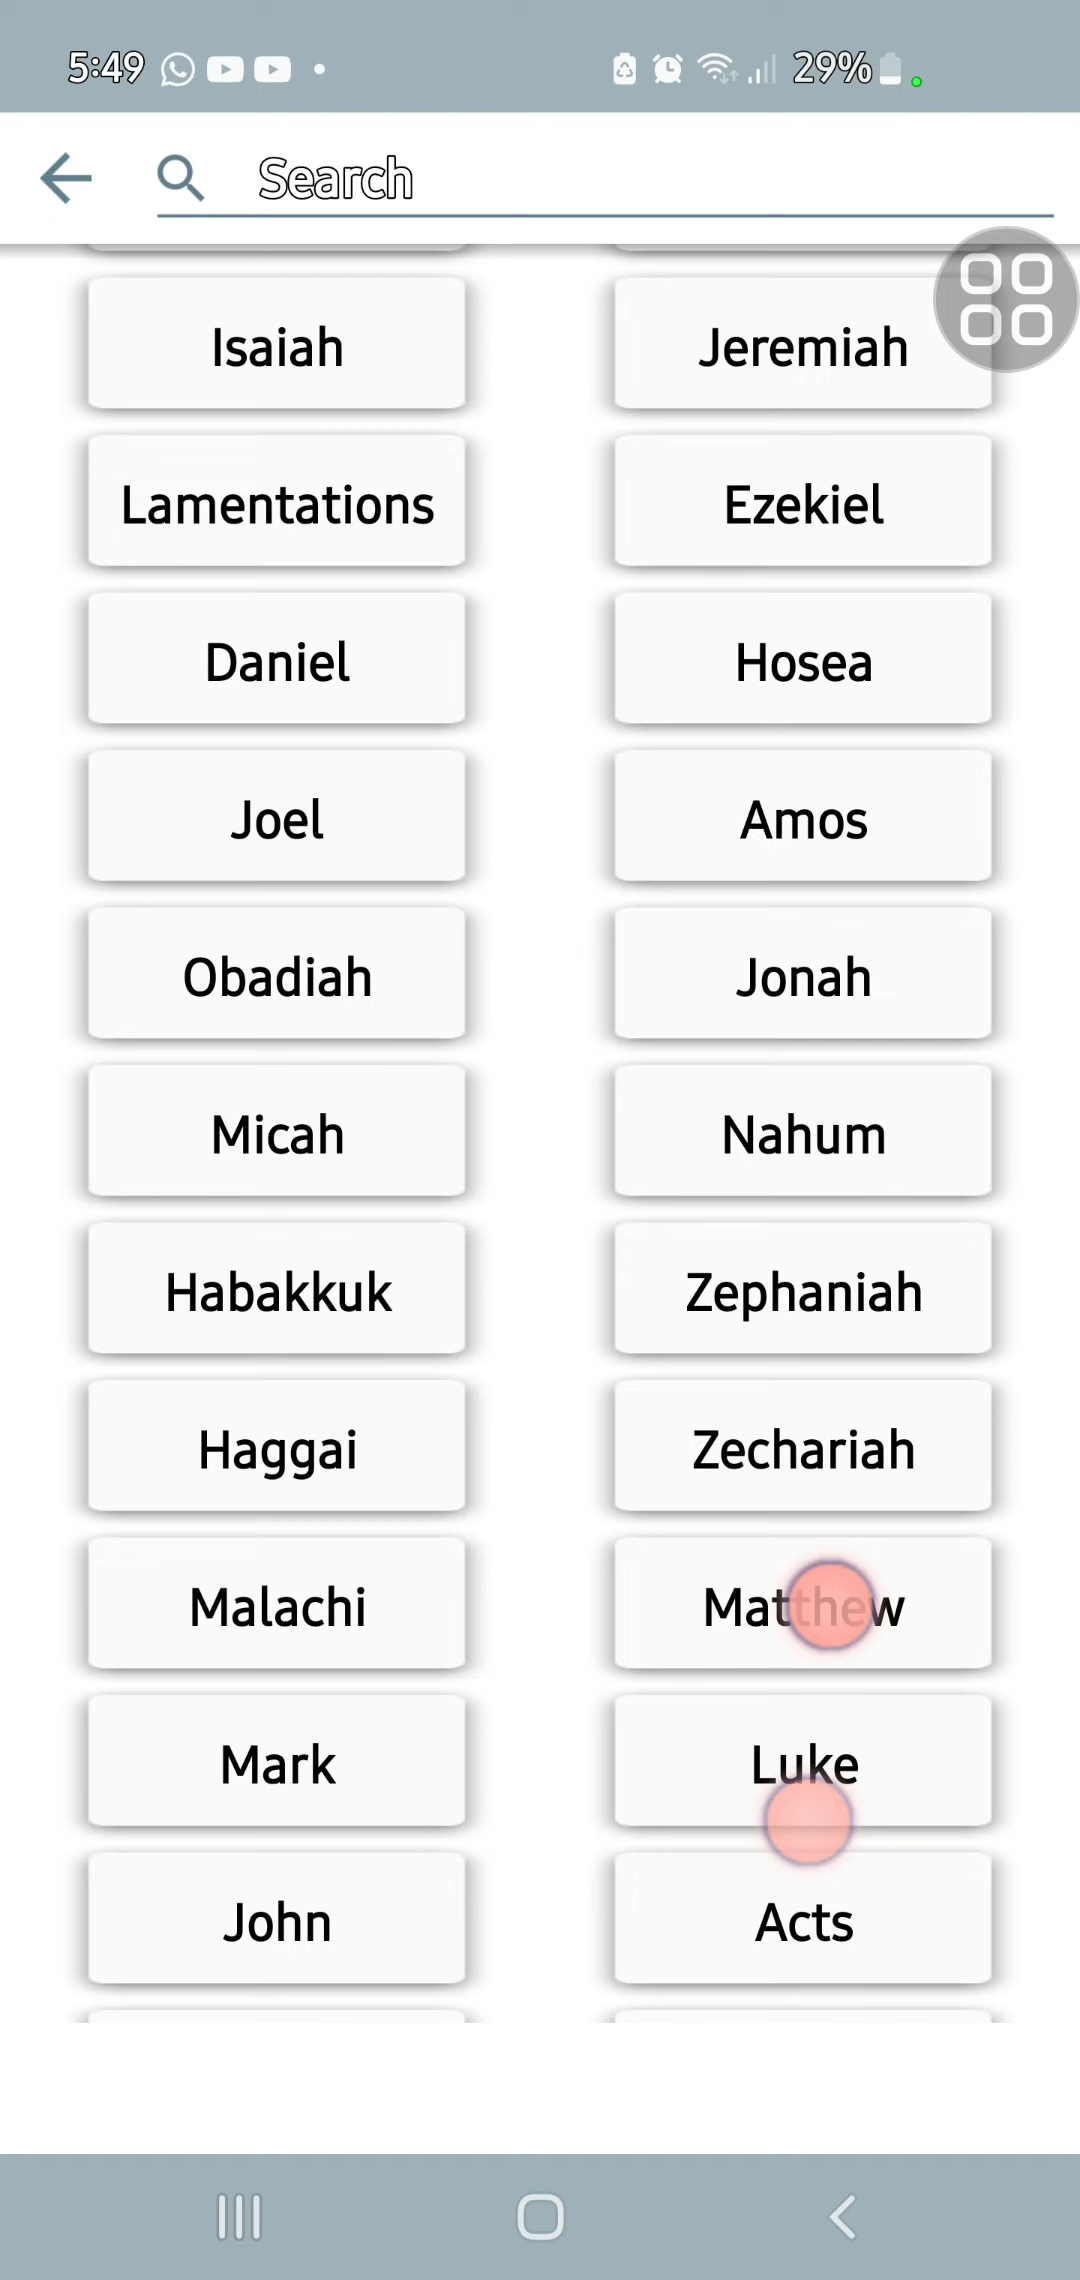 5:49 29%
Search
Isaiah Jeremiah
Lamentations Ezekiel
Daniel Hosea
Joel Amos
Obadiah Jonah
Micah Nahum
Habakkuk Zephaniah
Haggai Zechariah
Malachi Matthew
Mark Luke
John Acts